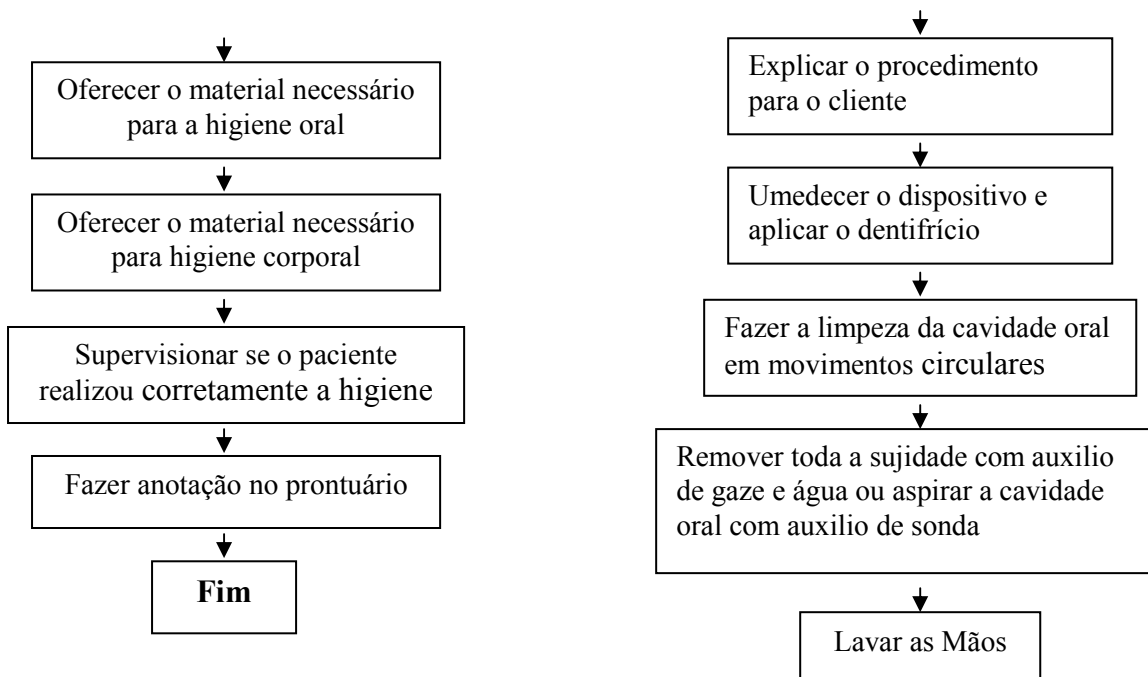 Oferecer o material necessário
para a higiene oral
Oferecer o material necessário
para higiene corporal
Supervisionar se o paciente
realizou corretamente a higiene
Fazer anotação no prontuário
Fim
Explicar o procedimento
para o cliente
Umedecer o dispositivo e
aplicar o dentifrício
Fazer a limpeza da cavidade oral
em movimentos circulares
Remover toda a sujidade com auxilio
de gaze e água ou aspirar a cavidade
oral com auxilio de sonda
Lavar as Mãos